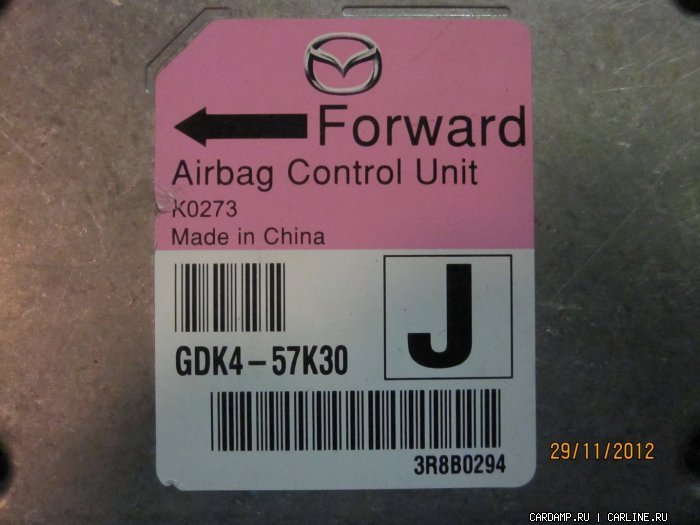 Forward
Airbag Control Unit
K0273
Made in China
J
GDK4-57K30
3R8B0294
29/11/2012
CARDAMP.RU | CARLINE.RU